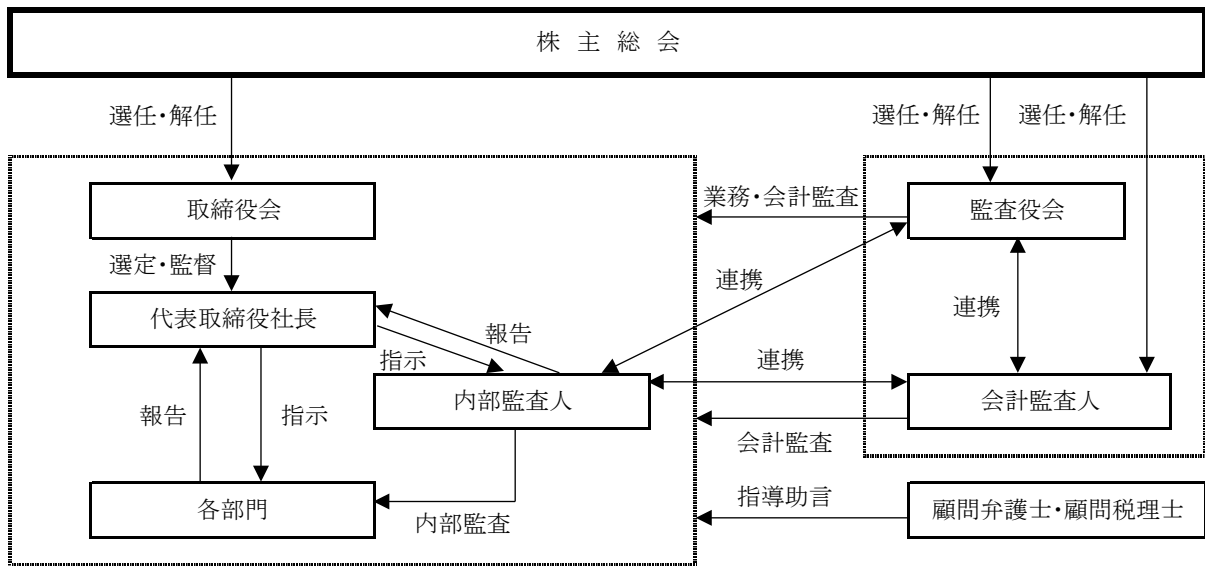 株主総会
選任・解任
選任・解任
選任・解任
取締役会
業務・会計監査
監査役会
選定・監督
連携
代表取締役社長
連携
報告
指示
連携
内部監査人
会計監査人
報告
指示
会計監査
指導助言
各部門
内部監査
顧問弁護士・顧問税理士